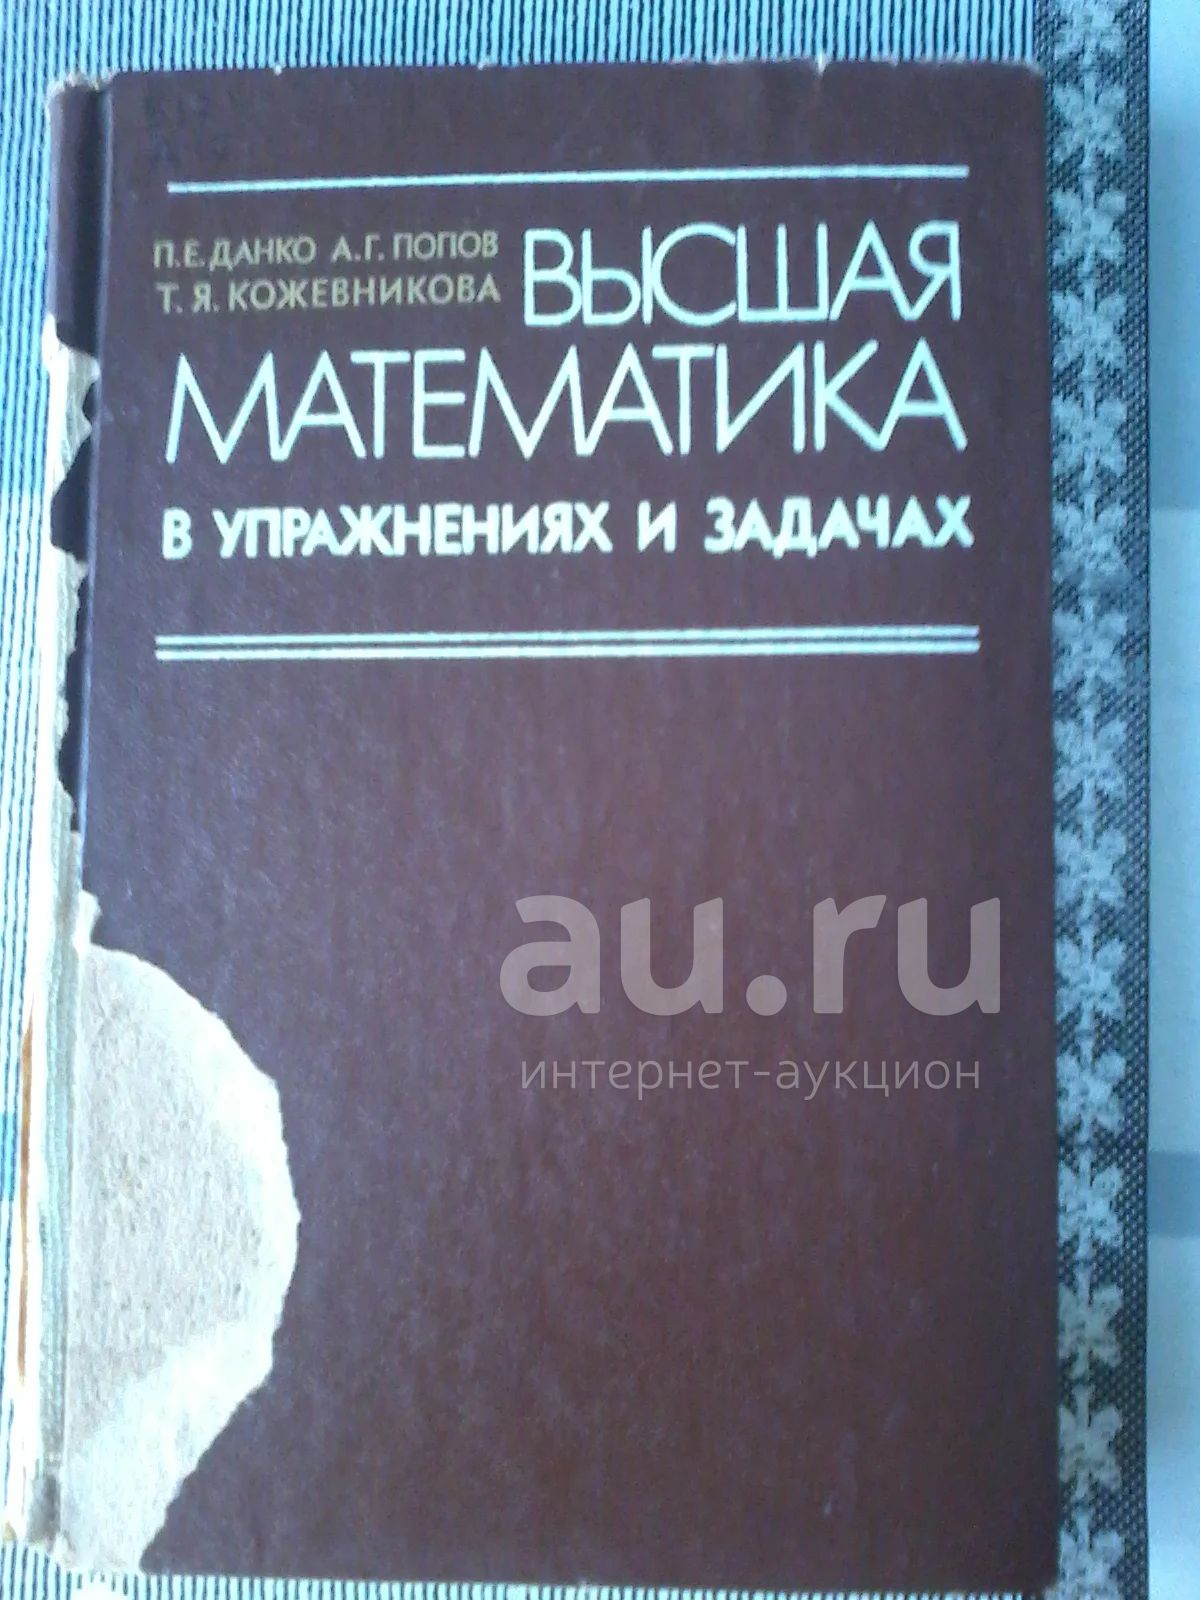 П.Е.ДАНКО А.Г.ПОПОВ
Т.Я.КОЖЕВНИКОВА
ВЫСШАЯ
МАТЕМАТИКА
В УПРАЖНЕНИЯХ И ЗАДАЧАХ
au.ru
интернет-аукцион